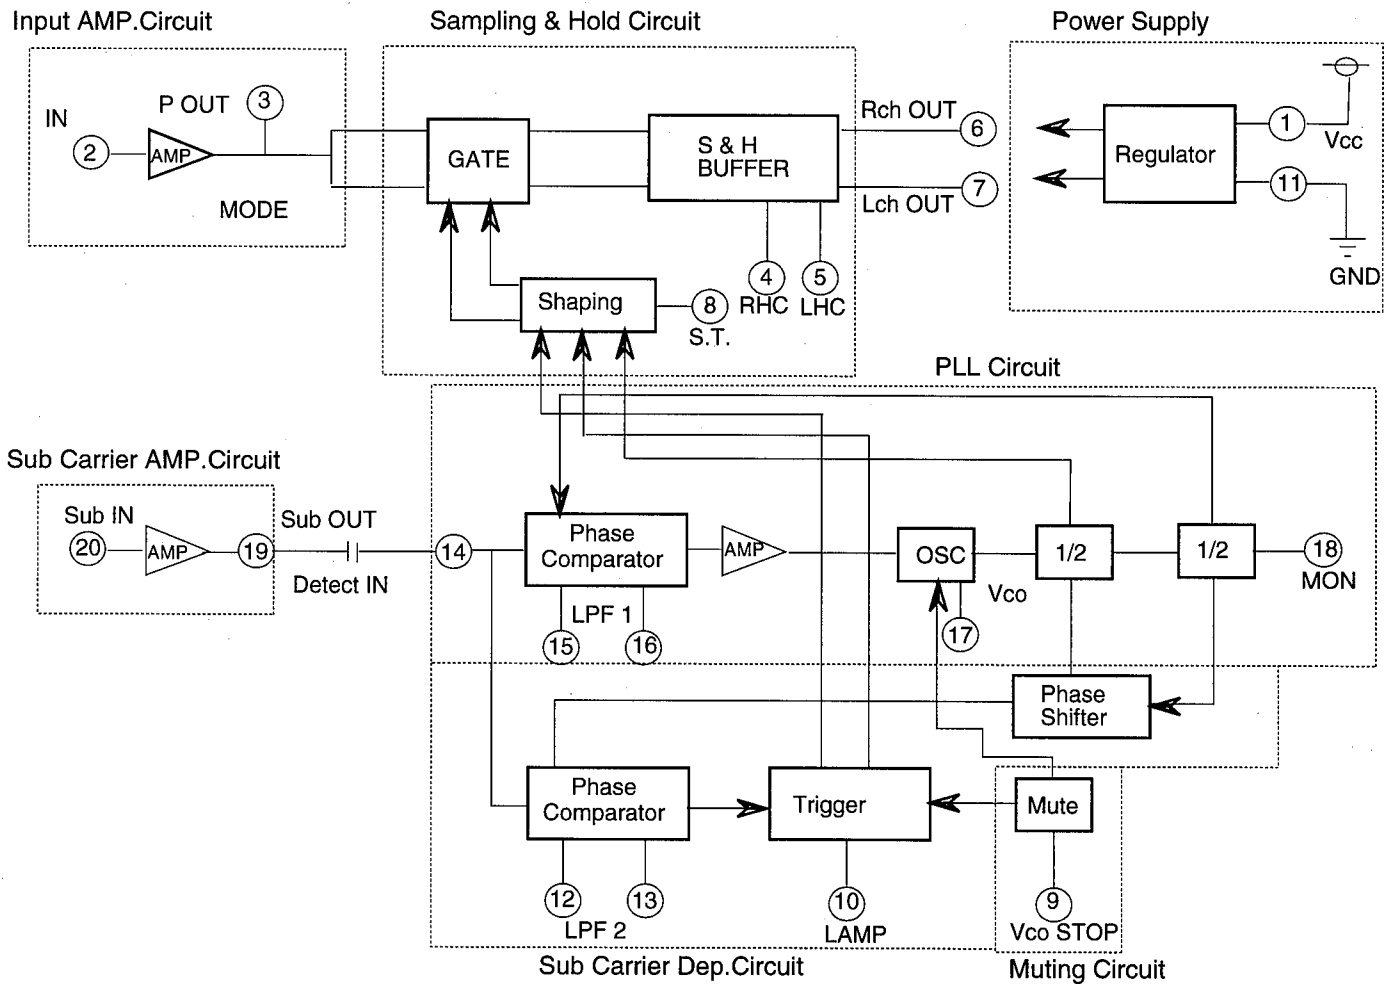 Input AMP.Circuit
Sampling & Hold Circuit
Power Supply
IN
2
AMP
P OUT
3
MODE
GATE
S & H
BUFFER
Rch OUT
6
7
Lch OUT
4
RHC
5
LHC
Shaping
8
S.T.
Regulator
1
Vcc
11
GND
PLL Circuit
Sub Carrier AMP.Circuit
Sub IN
20
AMP
19
Sub OUT
Detect IN
14
Phase
Comparator
LPF 1
15
16
AMP
OSC
Vco
17
1/2
1/2
18
MON
Phase
Shifter
Phase
Comparator
12
13
LPF 2
Trigger
10
LAMP
Mute
9
Vco STOP
Sub Carrier Dep.Circuit
Muting Circuit